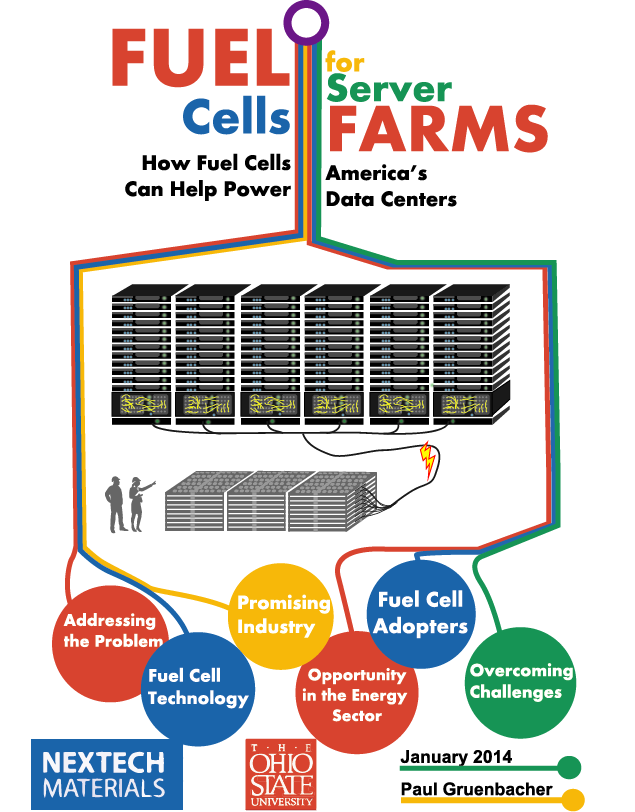 FUEL
Cells
for
Server
FARMS
How Fuel Cells
Can Help Power
America's
Data Centers
Addressing
the Problem
Fuel Cell
Technology
Promising
Industry
Opportunity
in the Energy
Sector
Fuel Cell
Adopters
Overcoming
Challenges
NEXTECH
MATERIALS
T · H · E
OHIO
STATE
UNIVERSITY
January 2014
Paul Gruenbacher